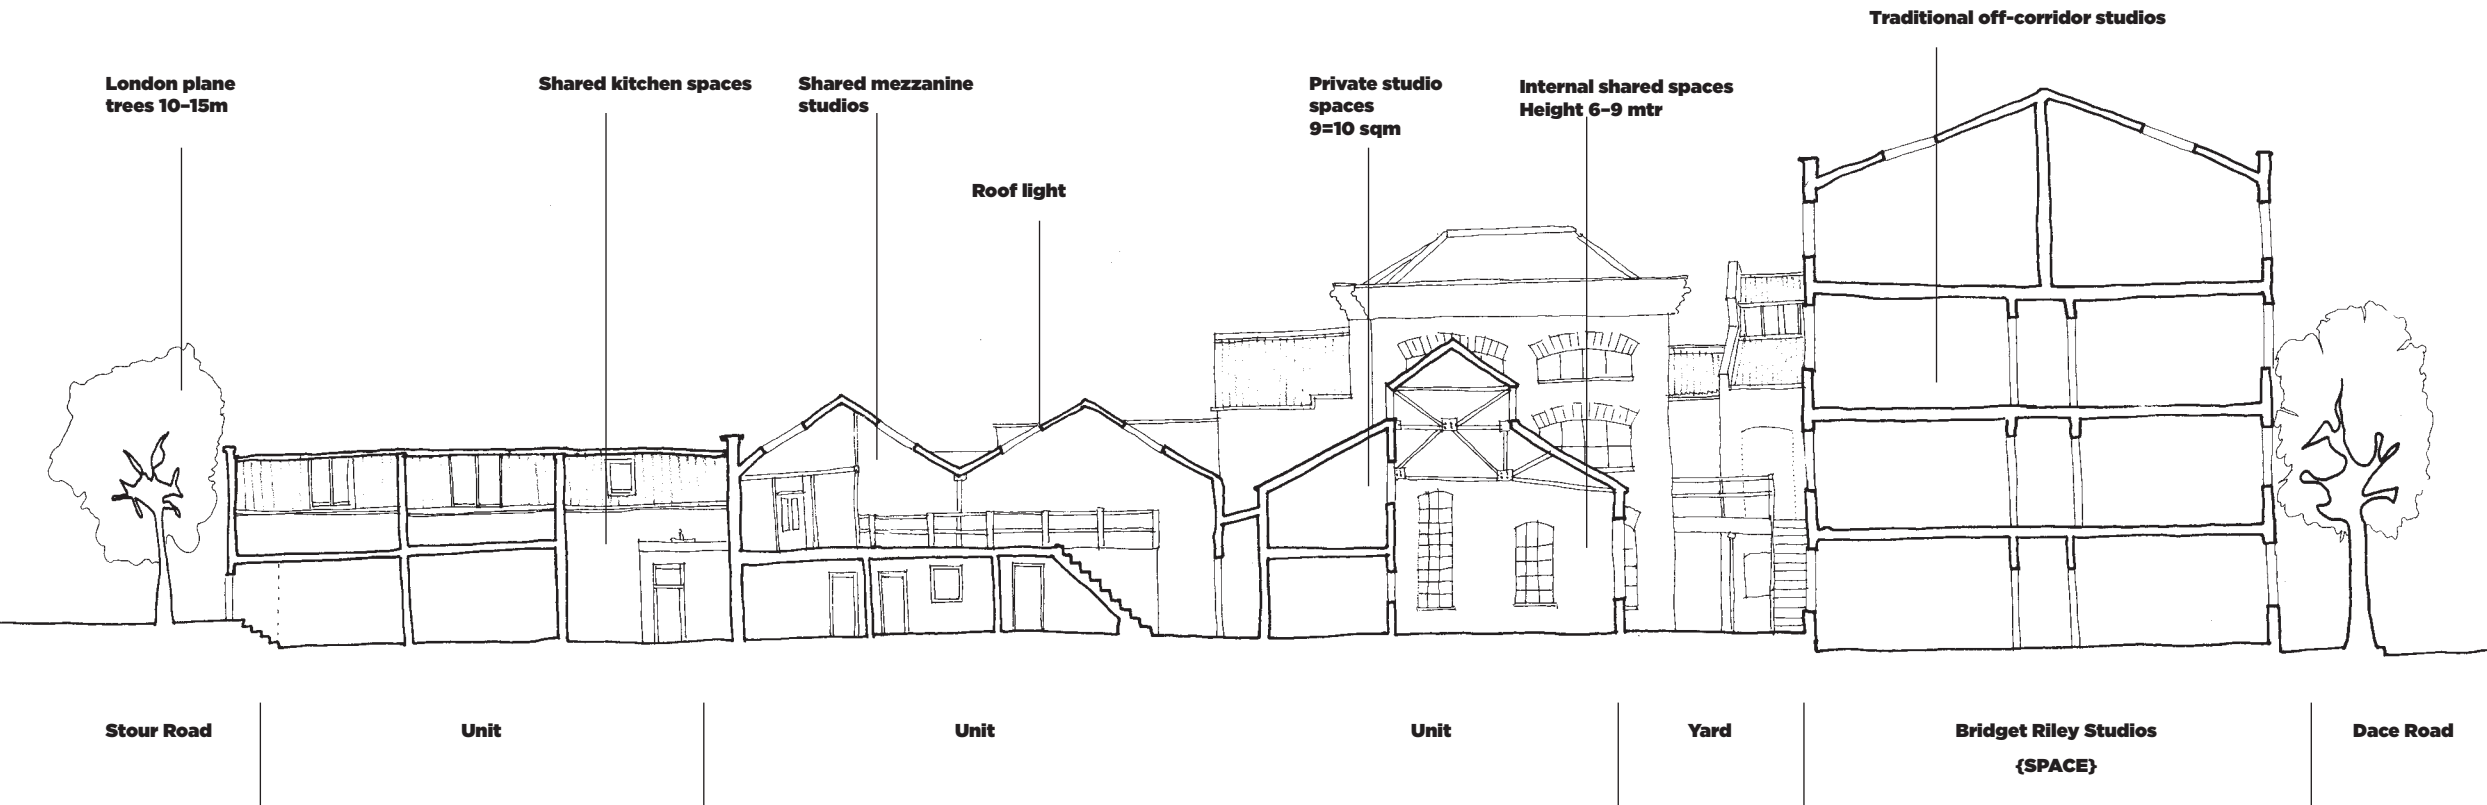 Traditional off-corridor studios
London plane
trees 10–15m
Shared kitchen spaces
Shared mezzanine
studios
Private studio
spaces
9=10 sqm
Internal shared spaces
Height 6–9 mtr
Roof light
Stour Road
Unit
Unit
Unit
Yard
Bridget Riley Studios
{SPACE}
Dace Road